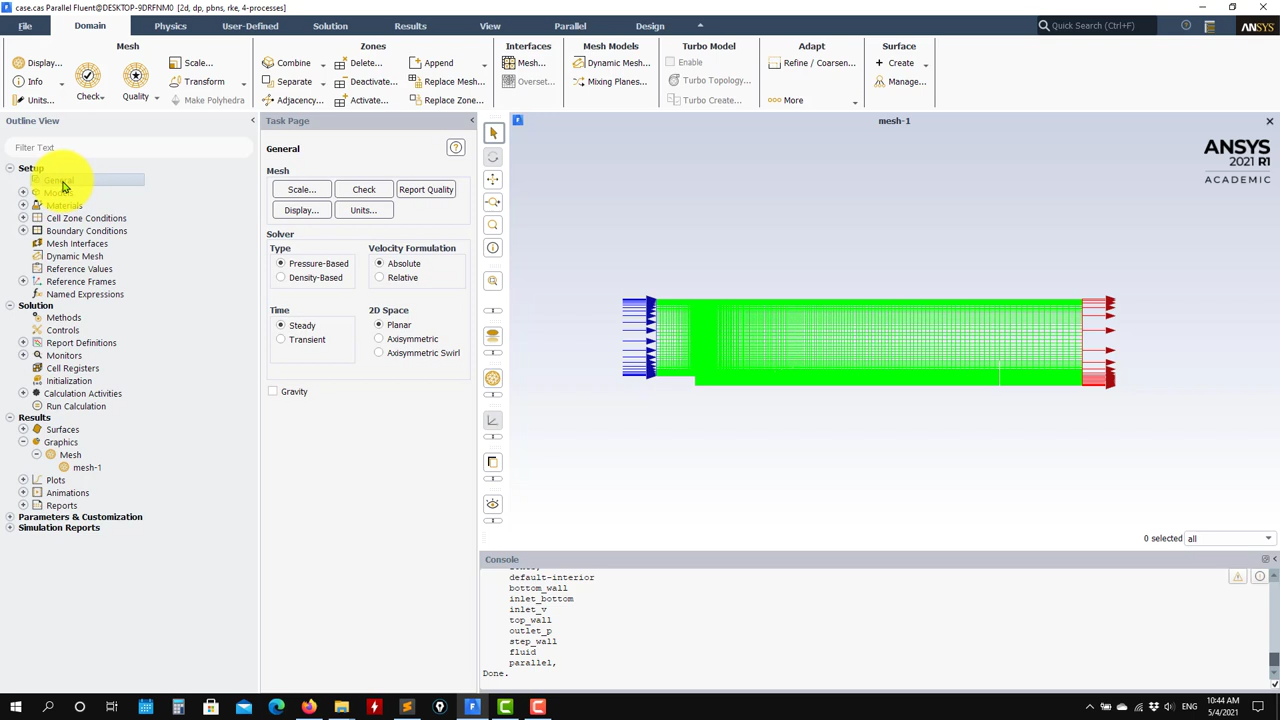 case.cas Parallel Fluent@DESKTOP-9DRFNM0 [2d, dp, pbns, rke, 4-processes]
File Domain Physics User-Defined Solution Results View Parallel Design Quick Search (Ctrl+F) ANSYS
Mesh Zones Interfaces Mesh Models Turbo Model Adapt Surface
Display... Scale... Combine Delete... Append Mesh... Dynamic Mesh... Enable Refine / Coarsen... Create
Info Check Quality Transform Separate Deactivate... Replace Mesh... Overset... Mixing Planes... Turbo Topology... Manage...
Units... Make Polyhedra Adjacency... Activate... Replace Zone... Turbo Create... More
Outline View
Filter Text
Setup
General
Models
Materials
Cell Zone Conditions
Boundary Conditions
Mesh Interfaces
Dynamic Mesh
Reference Values
Reference Frames
Named Expressions
Solution
Methods
Controls
Report Definitions
Monitors
Cell Registers
Initialization
Calculation Activities
Run Calculation
Results
Surfaces
Graphics
Mesh
mesh-1
Plots
Animations
Reports
Parameters & Customization
Simulation Reports
Task Page
General
Mesh
Scale... Check Report Quality
Display... Units...
Solver
Type Velocity Formulation
Pressure-Based Absolute
Density-Based Relative
Time 2D Space
Steady Planar
Transient Axisymmetric
Axisymmetric Swirl
Gravity
mesh-1
ANSYS
2021 R1
ACADEMIC
0 selected all
Console
default-interior
bottom_wall
inlet_bottom
inlet_v
top_wall
outlet_p
step_wall
fluid
parallel,
Done.
10:44 AM
5/4/2021